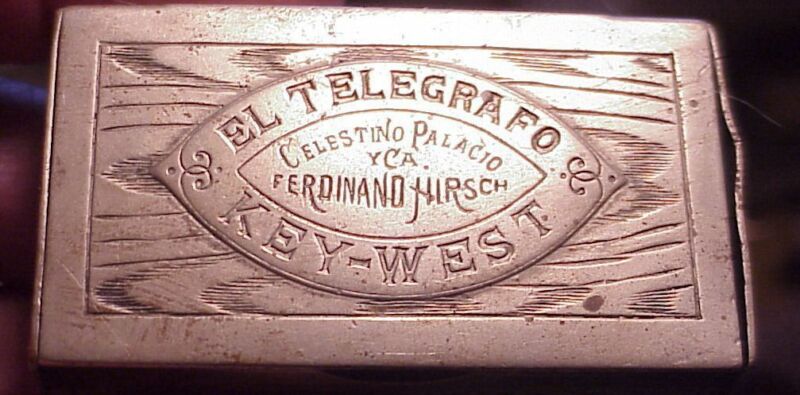 EL TELEGRAFO
CELESTINO PALACIO
Y CA.
FERDINAND HIRSCH
KEY-WEST.